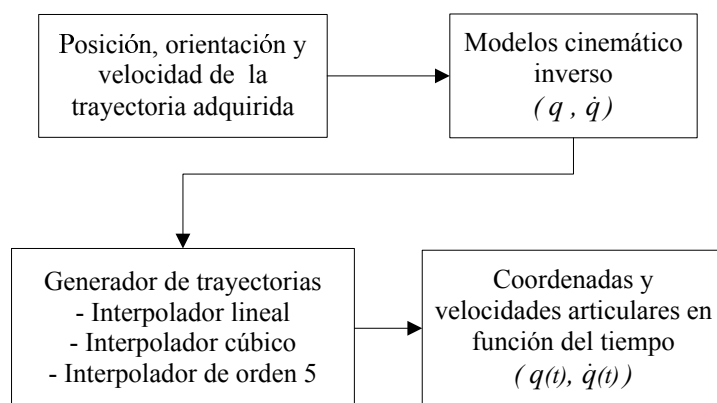 Posición, orientación y
velocidad de la
trayectoria adquirida
Modelos cinemático
inverso
( q , q̇ )
Generador de trayectorias
- Interpolador lineal
- Interpolador cúbico
- Interpolador de orden 5
Coordenadas y
velocidades articulares en
función del tiempo
( q(t), q̇(t) )